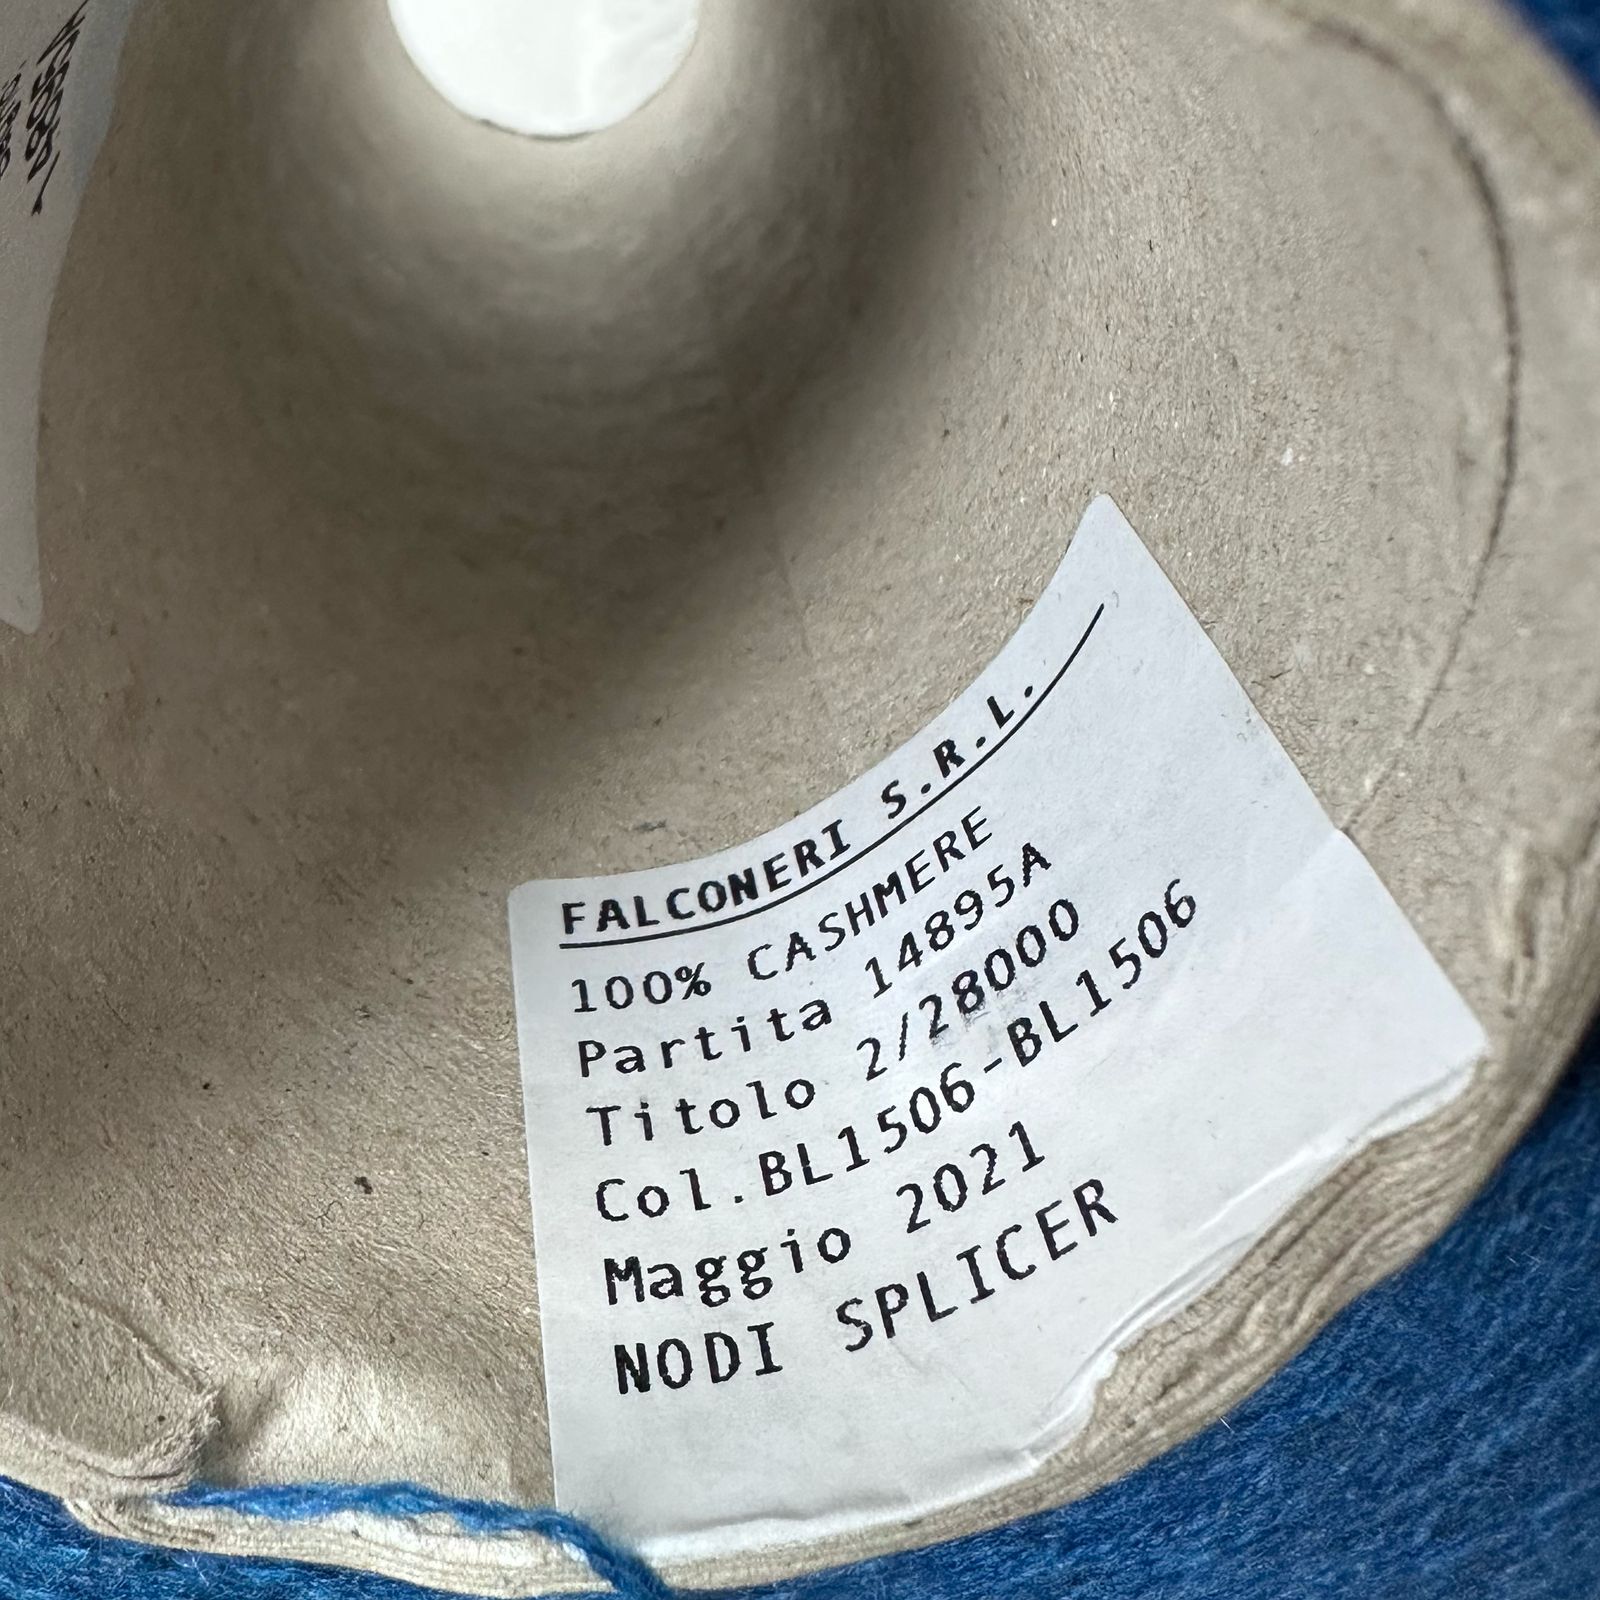 FALCONERI S.R.L.
100% CASHMERE
Partita 14895A
Titolo 2/28000
Col.BL1506-BL1506
Maggio 2021
NODI SPLICER